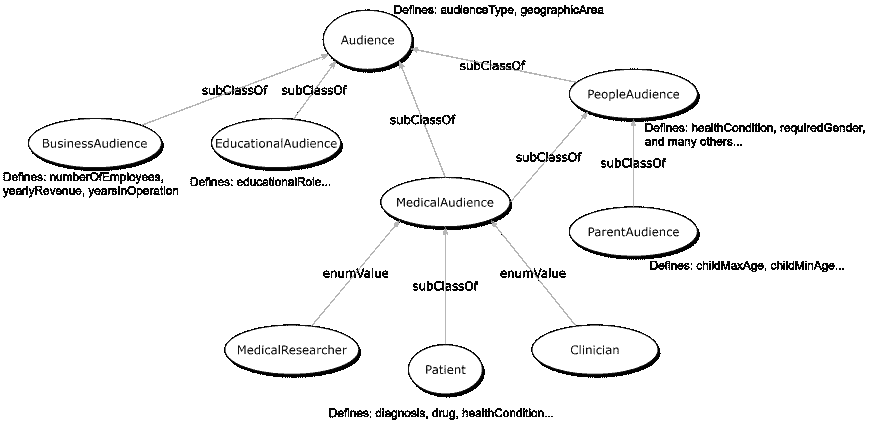 Defines: audienceType, geographicArea
Audience
subClassOf
subClassOf
subClassOf
PeopleAudience
subClassOf
Defines: healthCondition, requiredGender,
and many others...
BusinessAudience
EducationalAudience
subClassOf
subClassOf
Defines: numberOfEmployees,
yearlyRevenue, yearsInOperation
Defines: educationalRole...
MedicalAudience
ParentAudience
Defines: childMaxAge, childMinAge...
enumValue
subClassOf
enumValue
MedicalResearcher
Patient
Clinician
Defines: diagnosis, drug, healthCondition...